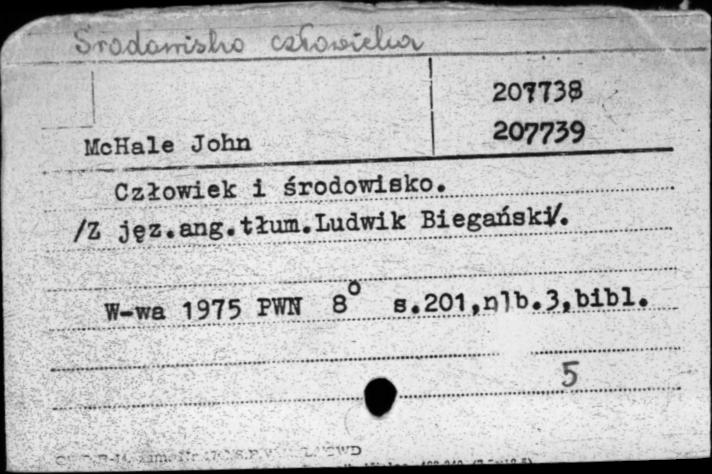 Środowisko człowieka
207738
207739
McHale John
Człowiek i środowisko.
/Z jęz.ang.tłum.Ludwik Biegański/.
W-wa 1975 PWN 8° s.201,nlb.3,bibl.
5